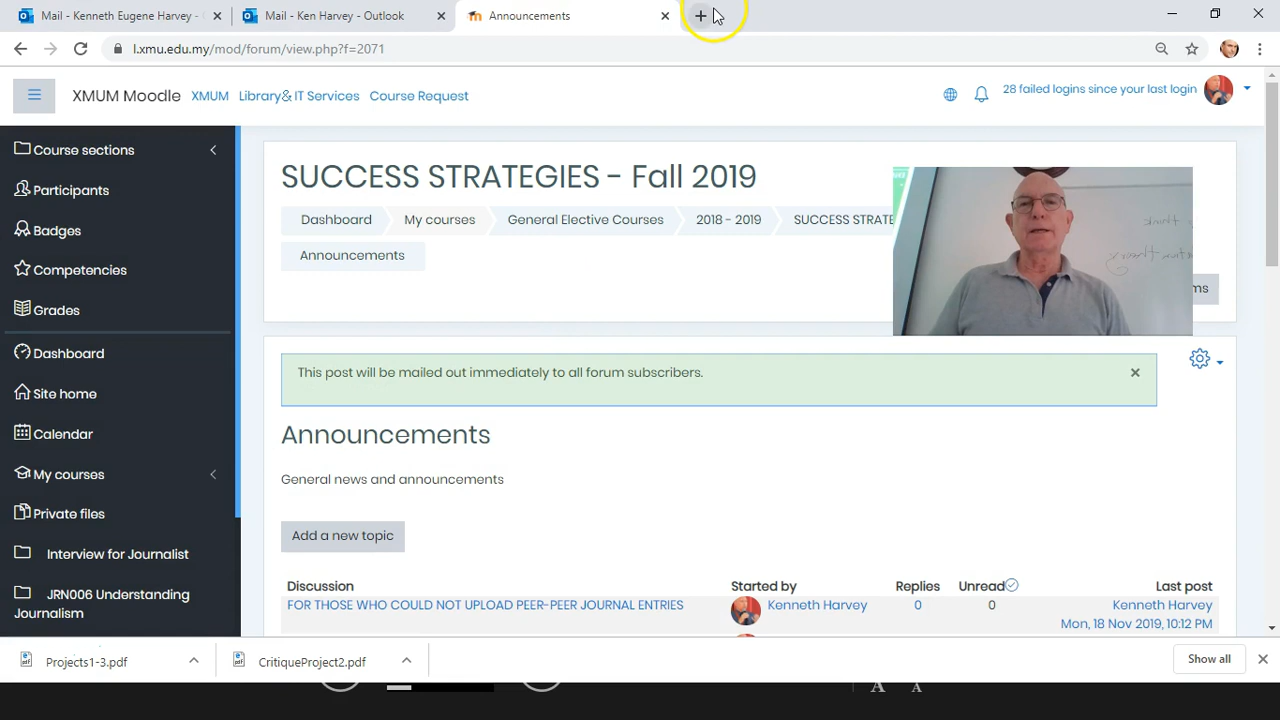 Mail - Kenneth Eugene Harvey - 
Mail - Ken Harvey - Outlook
Announcements
l.xmu.edu.my/mod/forum/view.php?f=2071
XMUM Moodle
XMUM
Library& IT Services
Course Request
28 failed logins since your last login
Course sections
Participants
Badges
Competencies
Grades
Dashboard
Site home
Calendar
My courses
Private files
Interview for Journalist
JRN006 Understanding
Journalism
SUCCESS STRATEGIES - Fall 2019
Dashboard
My courses
General Elective Courses
2018 - 2019
SUCCESS STRATE
Announcements
ms
think
This post will be mailed out immediately to all forum subscribers.
Announcements
General news and announcements
Add a new topic
Discussion
Started by
Replies
Unread
Last post
FOR THOSE WHO COULD NOT UPLOAD PEER-PEER JOURNAL ENTRIES
Kenneth Harvey
0
0
Kenneth Harvey
Mon, 18 Nov 2019, 10:12 PM
Projects1-3.pdf
CritiqueProject2.pdf
Show all
A A